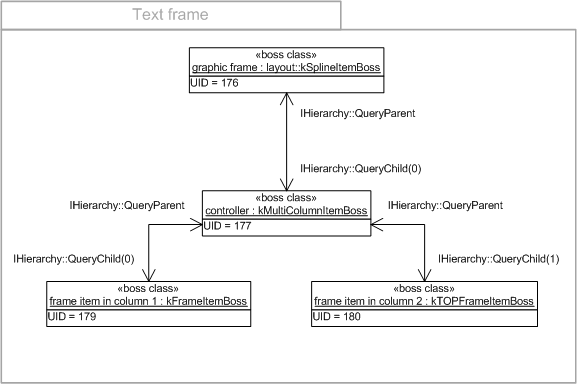 Text frame
«boss class»
graphic frame : layout::kSplineItemBoss
UID = 176
IHierarchy::QueryParent
IHierarchy::QueryChild(0)
«boss class»
controller : kMultiColumnItemBoss
UID = 177
IHierarchy::QueryParent
IHierarchy::QueryParent
IHierarchy::QueryChild(0)
IHierarchy::QueryChild(1)
«boss class»
frame item in column 1 : kFrameItemBoss
UID = 179
«boss class»
frame item in column 2 : kTOPFrameItemBoss
UID = 180